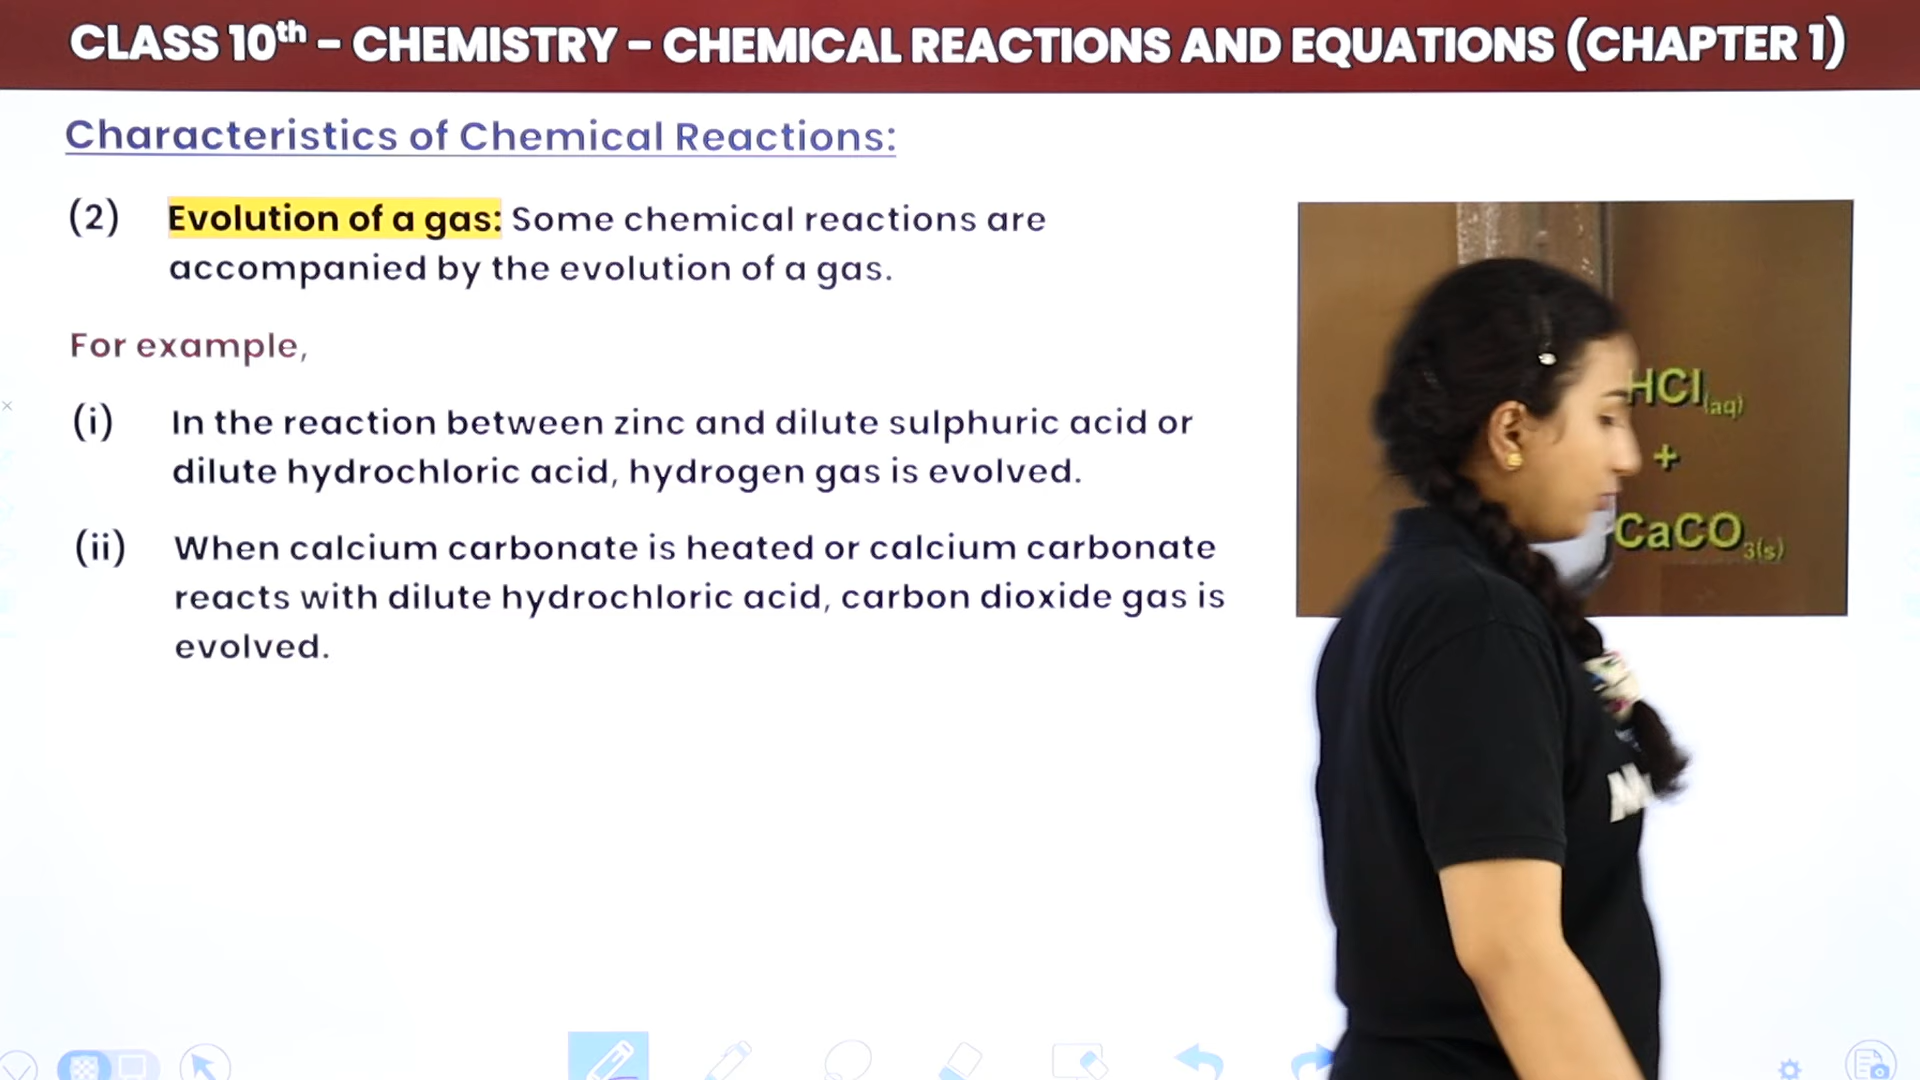 CLASS 10th – CHEMISTRY – CHEMICAL REACTIONS AND EQUATIONS (CHAPTER 1)
Characteristics of Chemical Reactions:
(2) Evolution of a gas: Some chemical reactions are
accompanied by the evolution of a gas.
For example,
(i) In the reaction between zinc and dilute sulphuric acid or
dilute hydrochloric acid, hydrogen gas is evolved.
(ii) When calcium carbonate is heated or calcium carbonate
reacts with dilute hydrochloric acid, carbon dioxide gas is
evolved.
HCl(aq)
+
CaCO3(s)